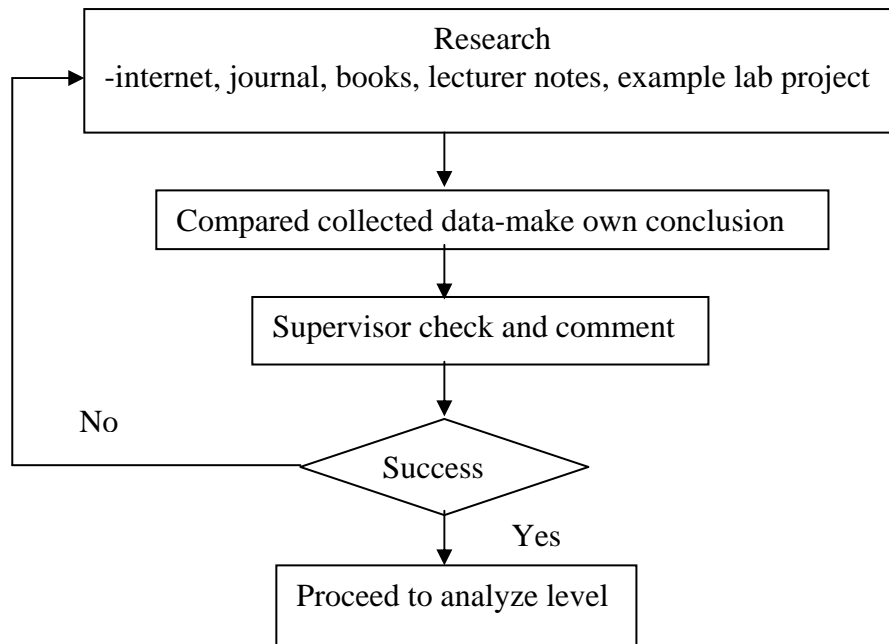 Research
-internet, journal, books, lecturer notes, example lab project
Compared collected data-make own conclusion
Supervisor check and comment
No
Success
Yes
Proceed to analyze level